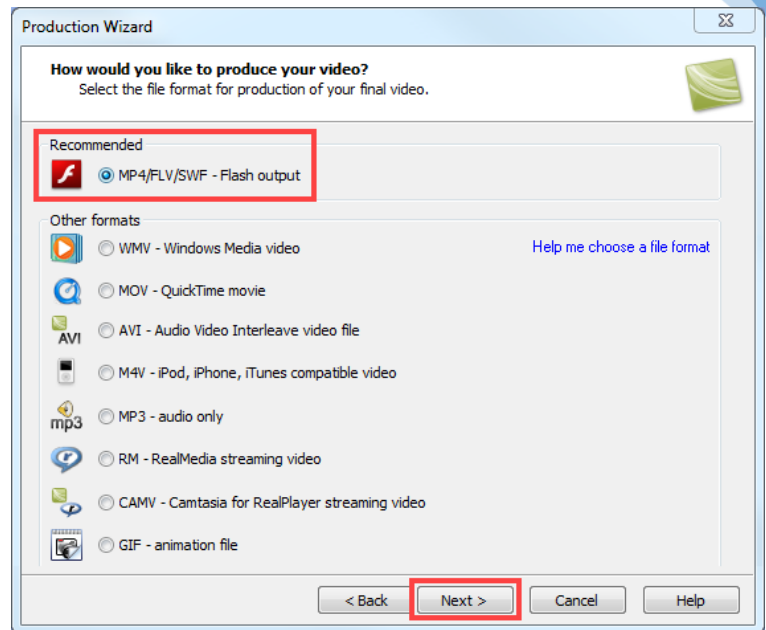 Production Wizard
How would you like to produce your video?
Select the file format for production of your final video.
Recommended
MP4/FLV/SWF - Flash output
Other formats
WMV - Windows Media video
Help me choose a file format
MOV - QuickTime movie
AVI
AVI - Audio Video Interleave video file
M4V - iPod, iPhone, iTunes compatible video
mp3
MP3 - audio only
RM - RealMedia streaming video
CAMV - Camtasia for RealPlayer streaming video
GIF - animation file
< Back
Next >
Cancel
Help